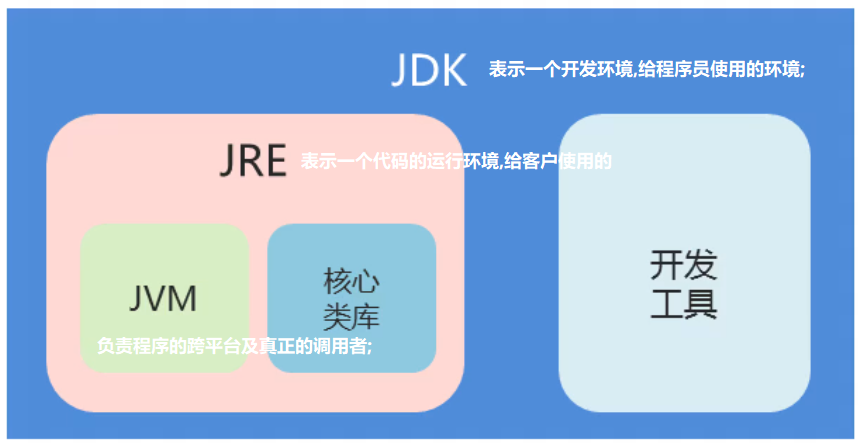 JDK 表示一个开发环境,给程序员使用的环境;
JRE 表示一个代码的运行环境,给客户使用的
JVM
核心
类库
开发
工具
负责程序的跨平台及真正的调用者;